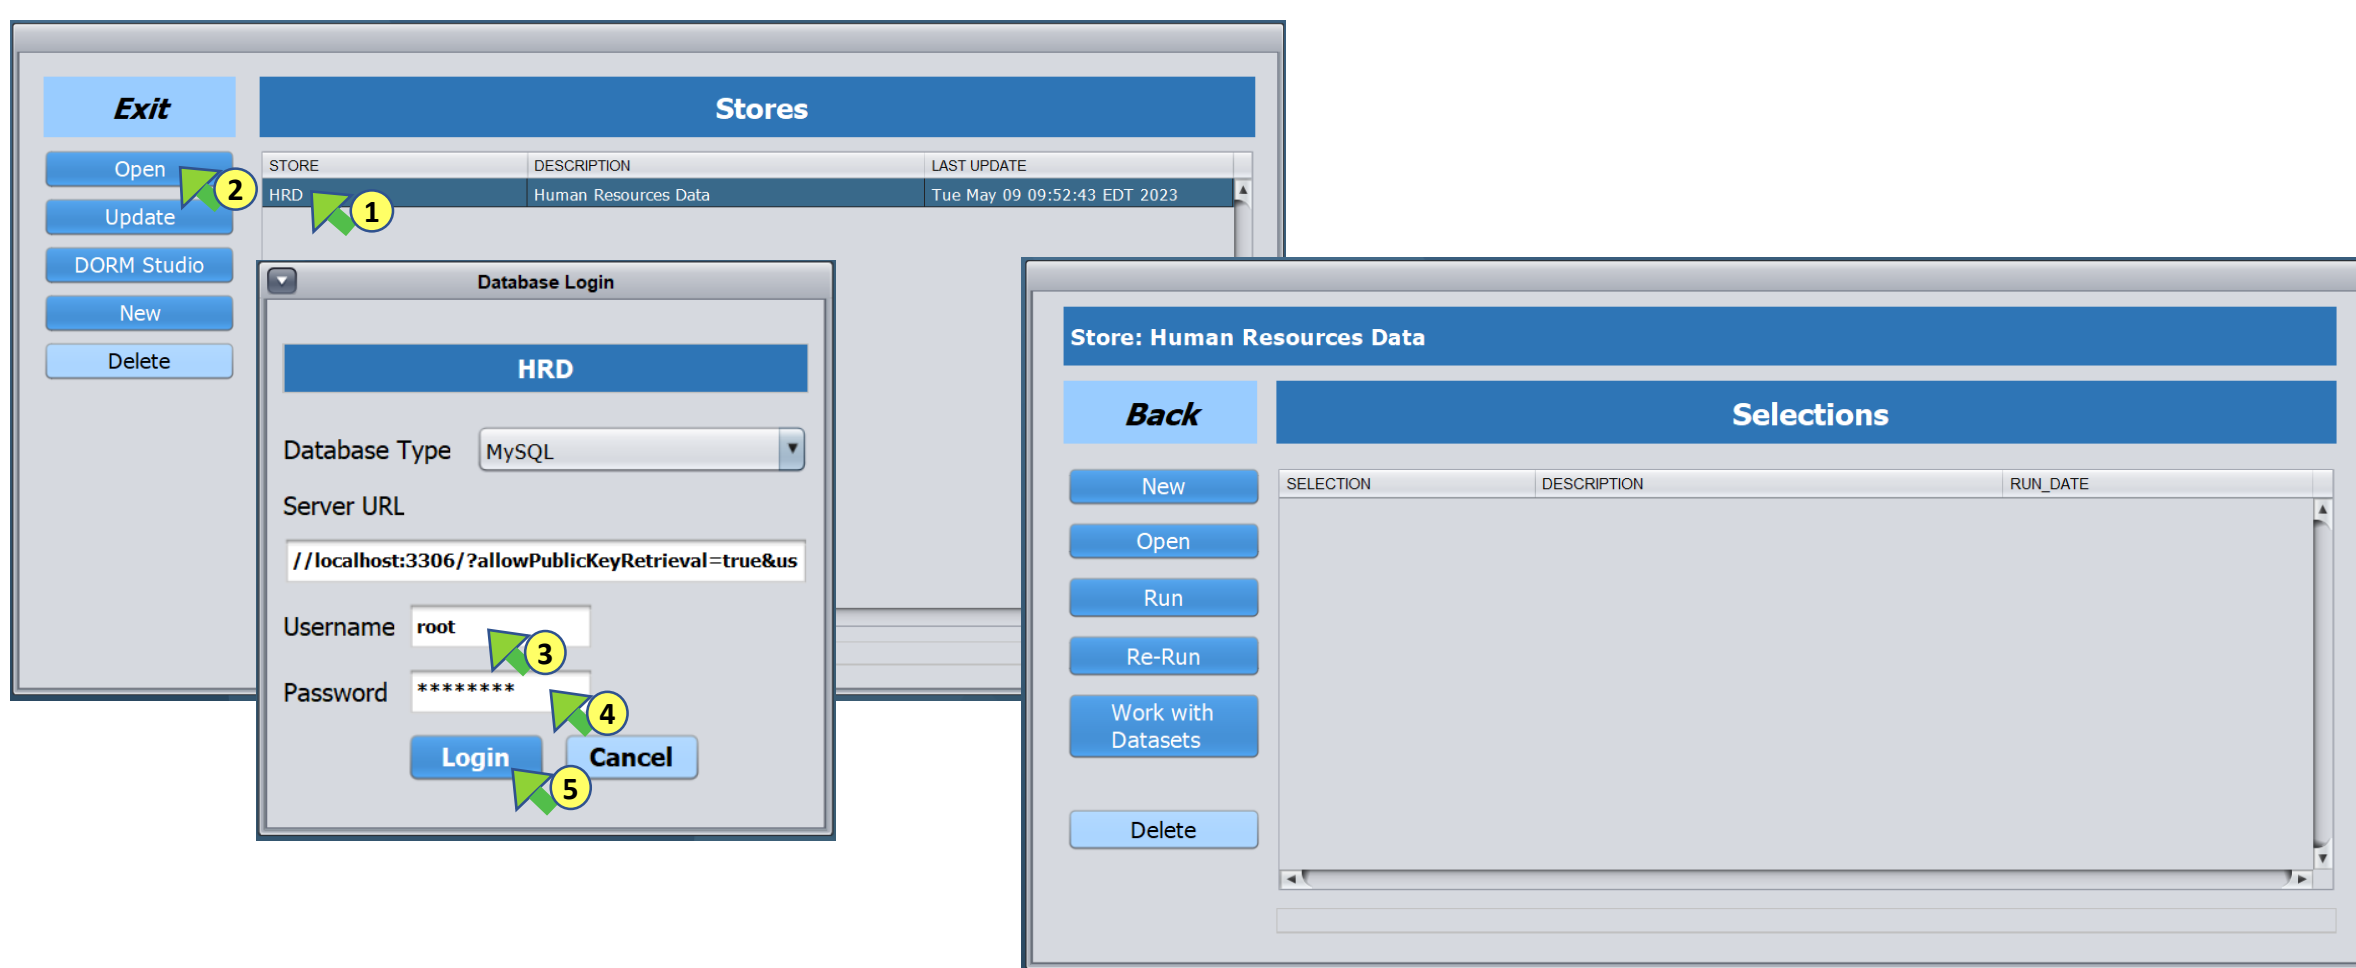 Exit
Stores
Open
Update
DORM Studio
New
Delete
STORE DESCRIPTION LAST UPDATE
HRD Human Resources Data Tue May 09 09:52:43 EDT 2023
2
1
Database Login
HRD
Database Type MySQL
Server URL
//localhost:3306/?allowPublicKeyRetrieval=true&us
Username root
3
Password ********
4
Login Cancel
5
Store: Human Resources Data
Back
Selections
New
Open
Run
Re-Run
Work with
Datasets
Delete
SELECTION DESCRIPTION RUN_DATE